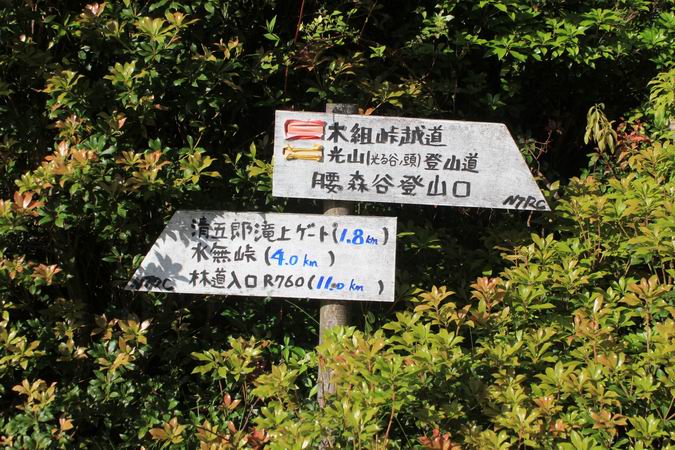 木組峠越道
光山(光る谷ノ頭)登山道
腰森谷登山口
NTRC
清五郎滝上ゲート(1.8km)
水無峠(4.0km)
林道入口R760(11.0km)
NTRC